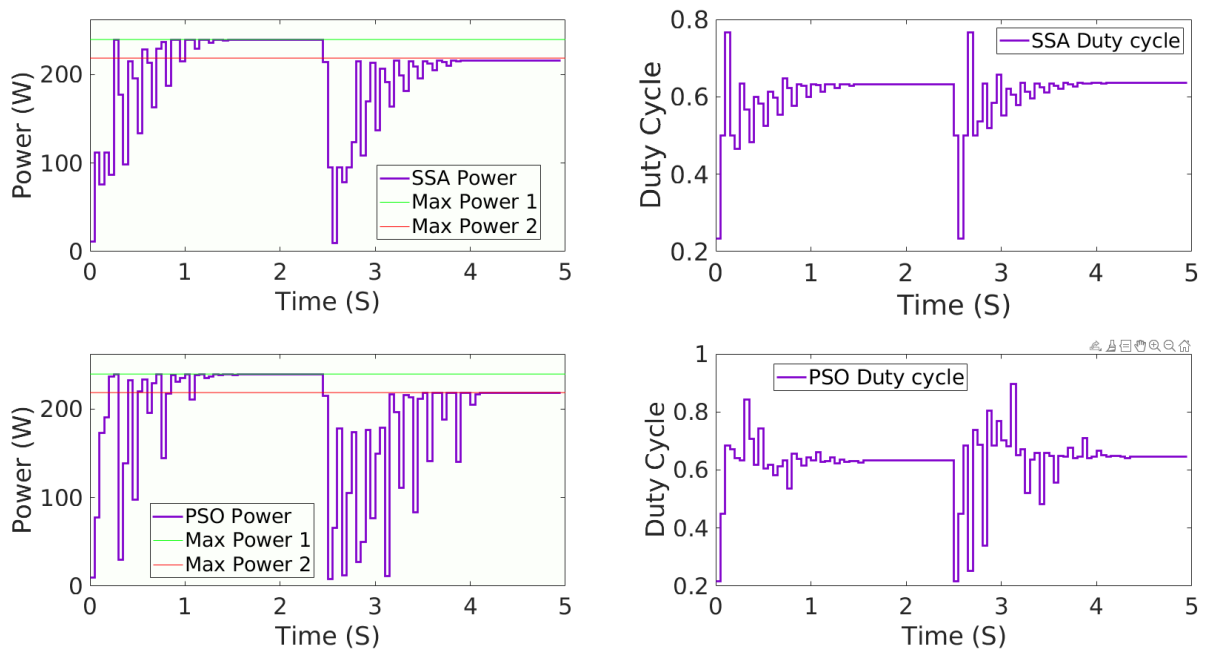 200
100
0
0
1
2
3
4
5
Power (W)
Time (S)
SSA Power
Max Power 1
Max Power 2
0.8
0.6
0.4
0.2
0
1
2
3
4
5
Duty Cycle
Time (S)
SSA Duty cycle
200
100
0
0
1
2
3
4
5
Power (W)
Time (S)
PSO Power
Max Power 1
Max Power 2
1
0.8
0.6
0.4
0.2
0
1
2
3
4
5
Duty Cycle
Time (S)
PSO Duty cycle